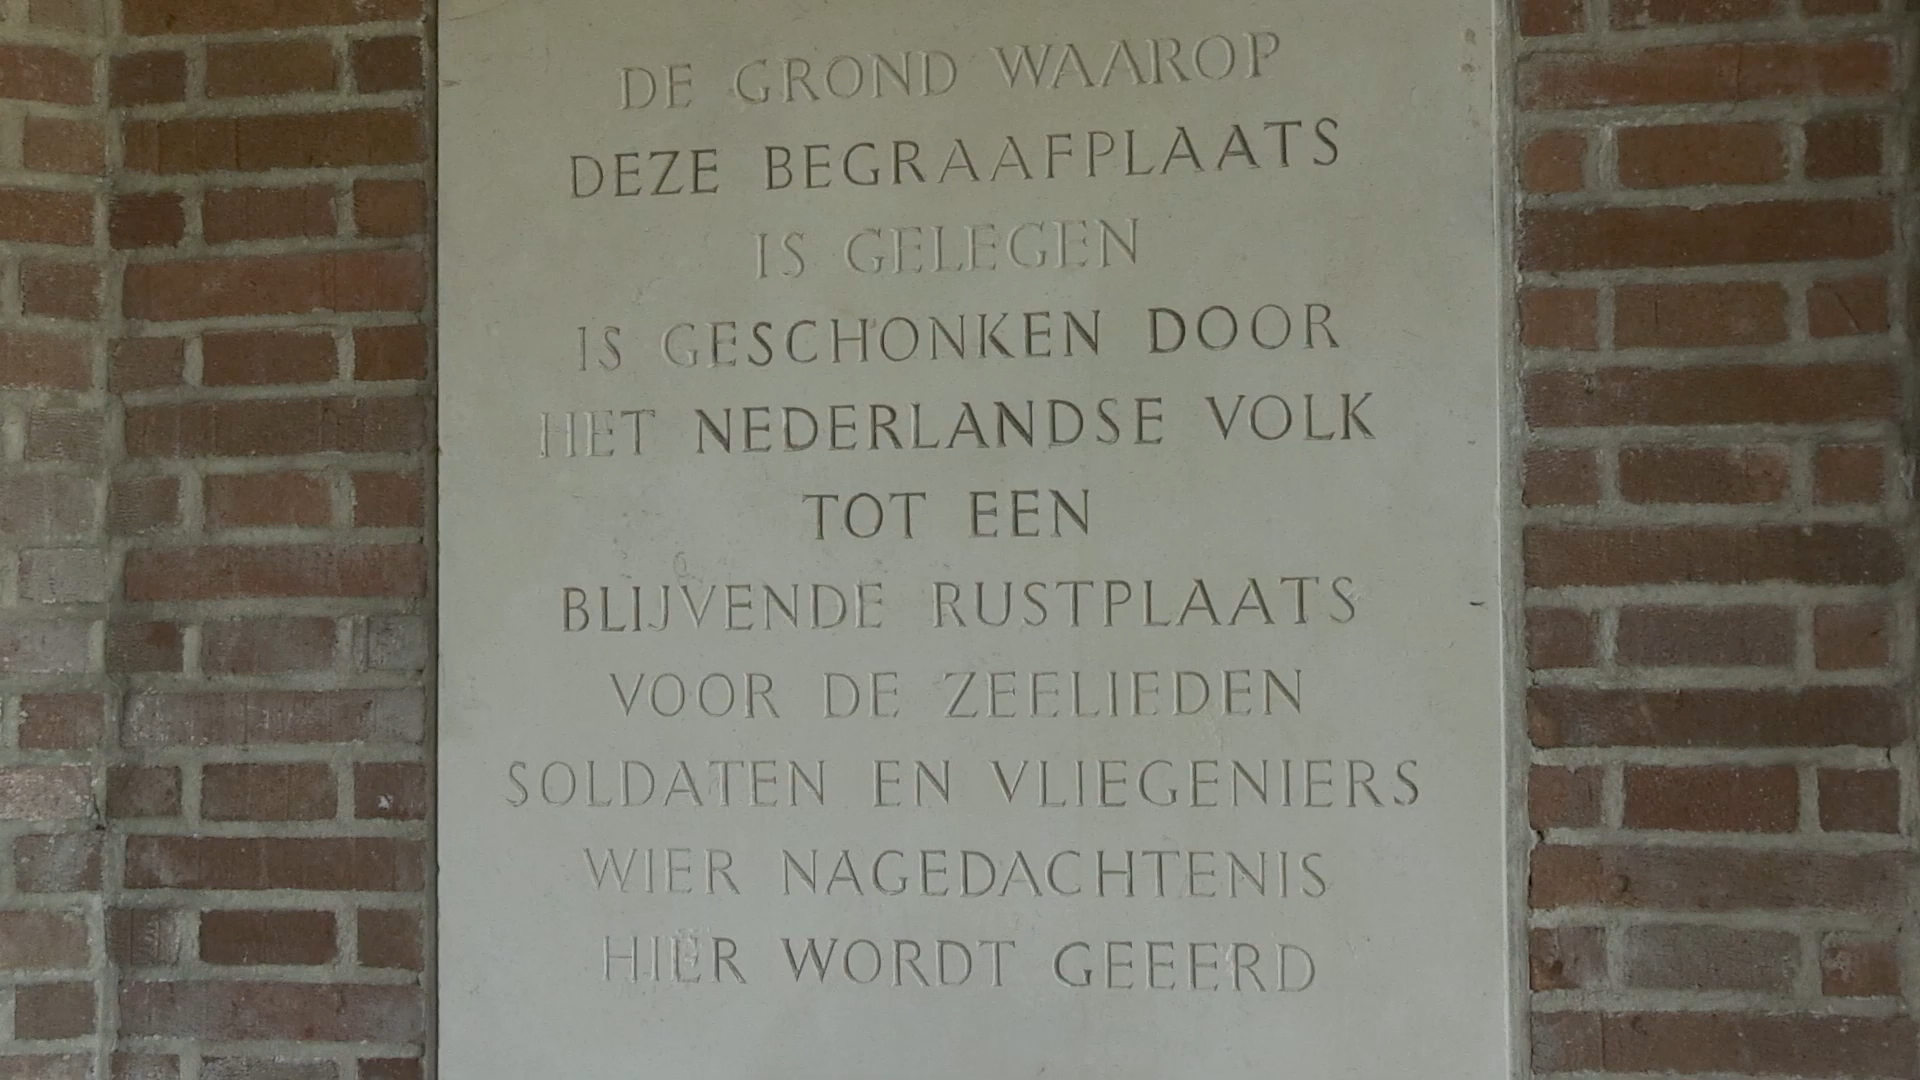 DE GROND WAAROP
DEZE BEGRAAFPLAATS
IS GELEGEN
IS GESCHONKEN DOOR
HET NEDERLANDSE VOLK
TOT EEN
BLIJVENDE RUSTPLAATS
VOOR DE ZEELIEDEN
SOLDATEN EN VLIEGENIERS
WIER NAGEDACHTENIS
HIER WORDT GEEERD